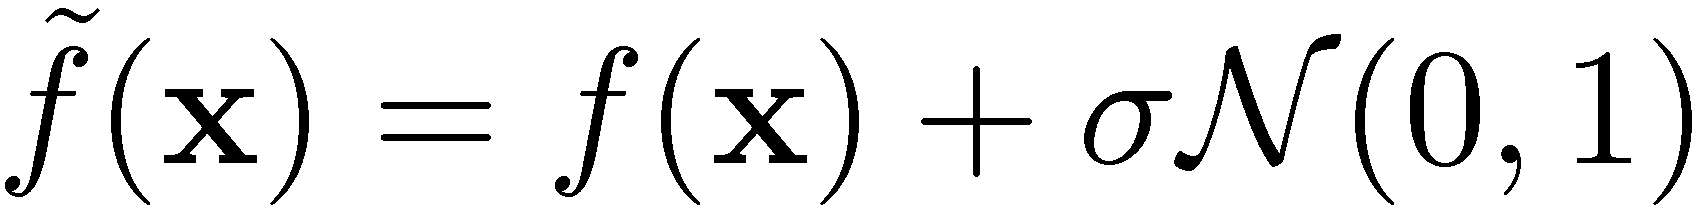 f̃(𝐱) = f(𝐱) + σ𝒩(0, 1)